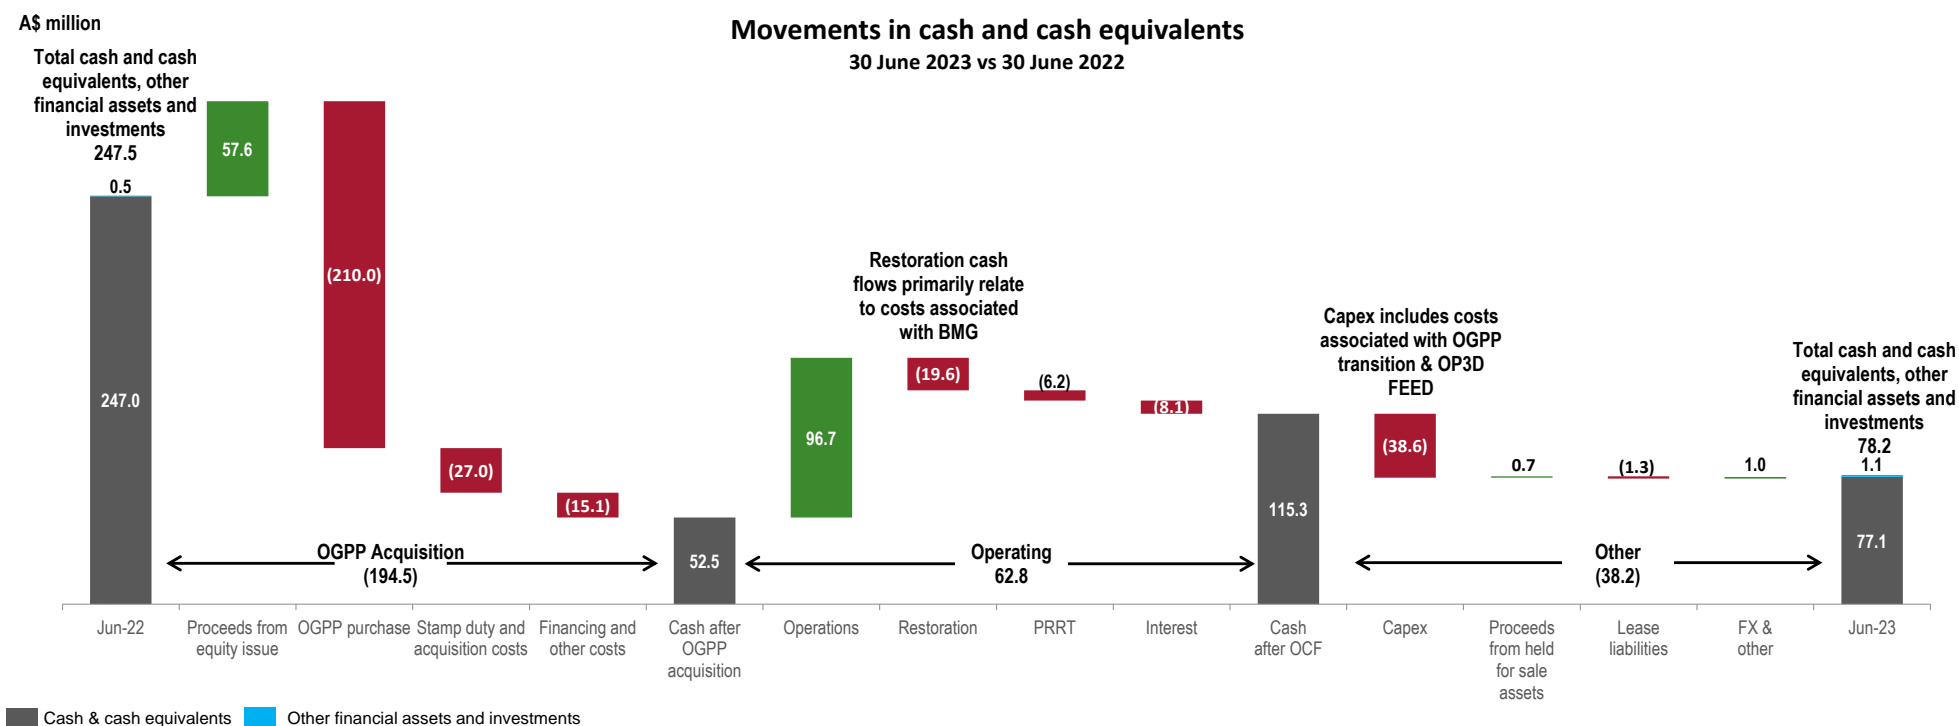 A$ million
Movements in cash and cash equivalents
30 June 2023 vs 30 June 2022
Total cash and cash
equivalents, other
financial assets and
investments
247.5
0.5
247.0
57.6
(210.0)
(27.0)
(15.1)
OGPP Acquisition
(194.5)
52.5
96.7
Restoration cash
flows primarily relate
to costs associated
with BMG
(19.6)
(6.2)
(8.1)
Operating
62.8
115.3
Capex includes costs
associated with OGPP
transition & OP3D
FEED
(38.6)
0.7
(1.3)
1.0
Other
(38.2)
Total cash and cash
equivalents, other
financial assets and
investments
78.2
1.1
77.1
Jun-22
Proceeds from
equity issue
OGPP purchase
Stamp duty and
acquisition costs
Financing and
other costs
Cash after
OGPP
acquisition
Operations
Restoration
PRRT
Interest
Cash
after OCF
Capex
Proceeds
from held
for sale
assets
Lease
liabilities
FX &
other
Jun-23
Cash & cash equivalents
Other financial assets and investments